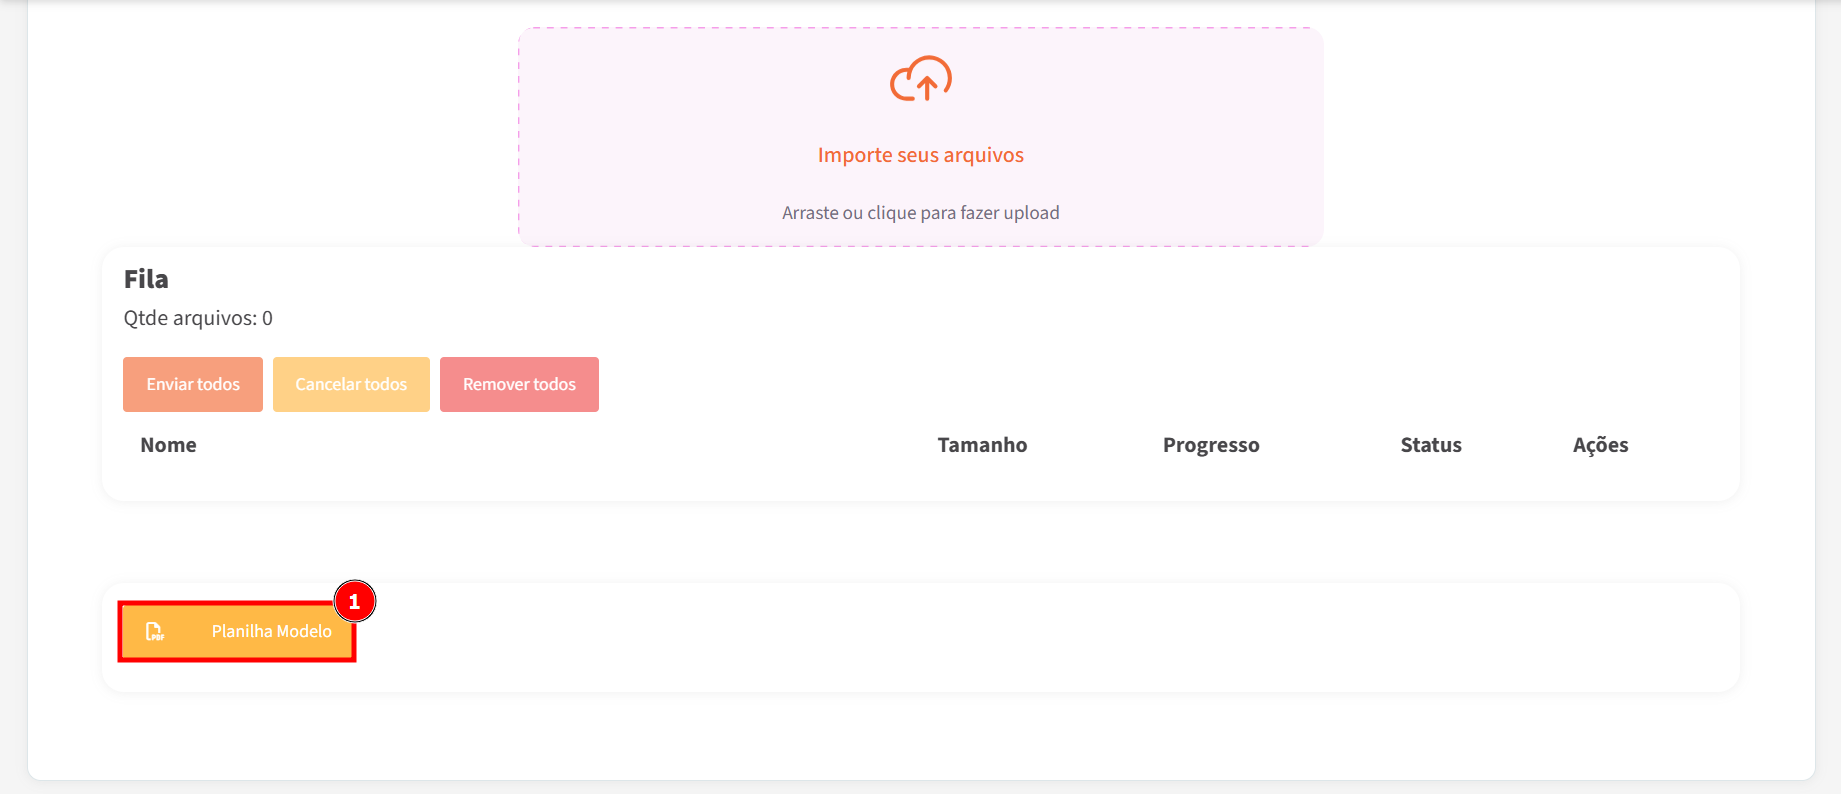 Importe seus arquivos
Arraste ou clique para fazer upload
Fila
Qtde arquivos: 0
Enviar todos Cancelar todos Remover todos
Nome Tamanho Progresso Status Ações
1
PDF Planilha Modelo